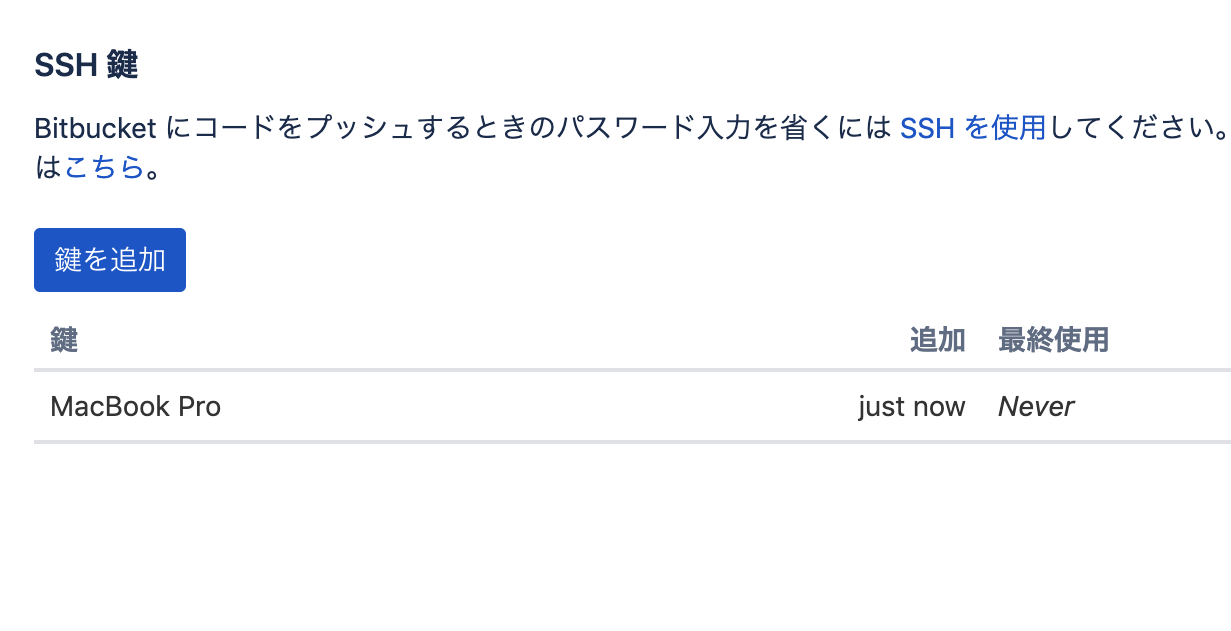 SSH 鍵
Bitbucket にコードをプッシュするときのパスワード入力を省くには SSH を使用してください。
はこちら。
鍵を追加
鍵 追加 最終使用
MacBook Pro just now Never